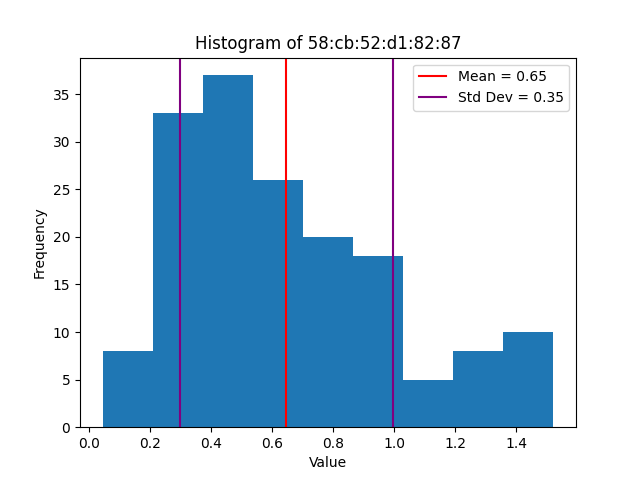 Histogram of 58:cb:52:d1:82:87
Mean = 0.65
Std Dev = 0.35
Frequency
35
30
25
20
15
10
5
0
0.0 0.2 0.4 0.6 0.8 1.0 1.2 1.4
Value